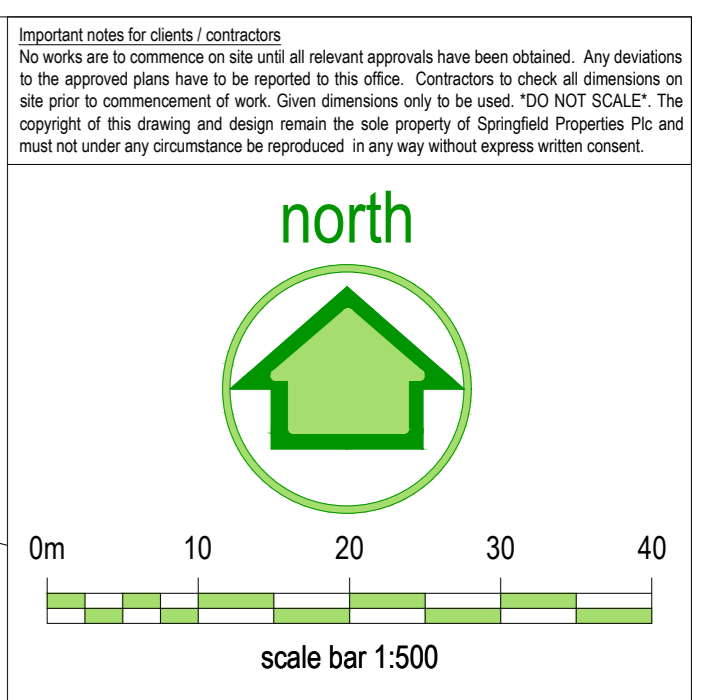 Important notes for clients / contractors
No works are to commence on site until all relevant approvals have been obtained. Any deviations
to the approved plans have to be reported to this office. Contractors to check all dimensions on
site prior to commencement of work. Given dimensions only to be used. *DO NOT SCALE*. The
copyright of this drawing and design remain the sole property of Springfield Properties Plc and
must not under any circumstance be reproduced in any way without express written consent.
north
0m 10 20 30 40
scale bar 1:500